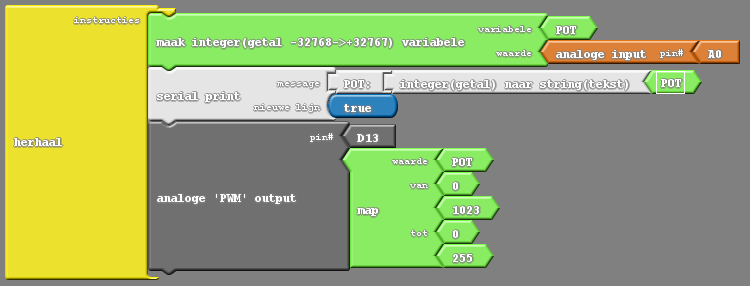 instructies
maak integer(getal -32768->+32767) variabele
variabele
POT
waarde
analoge input
pin#
A0
serial print
message
POT:
integer(getal) naar string(tekst)
POT
nieuwe lijn
true
herhaal
analoge 'PWM' output
pin#
D13
map
waarde
POT
van
0
1023
tot
0
255